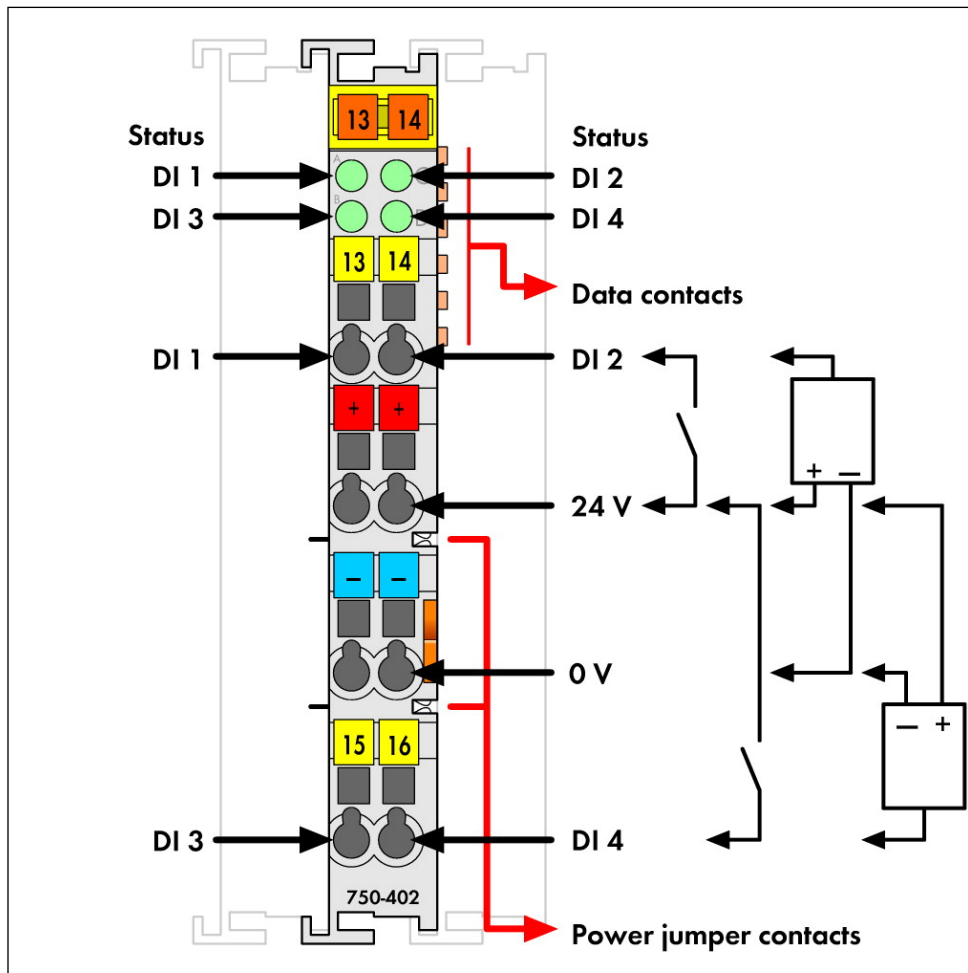 13 14
Status Status
A
DI 1 DI 2
C
B
DI 3 DI 4
D
13 14
Data contacts
DI 1 DI 2
+ +
+ −
24 V
− −
0 V
− +
15 16
DI 3 DI 4
750-402
Power jumper contacts